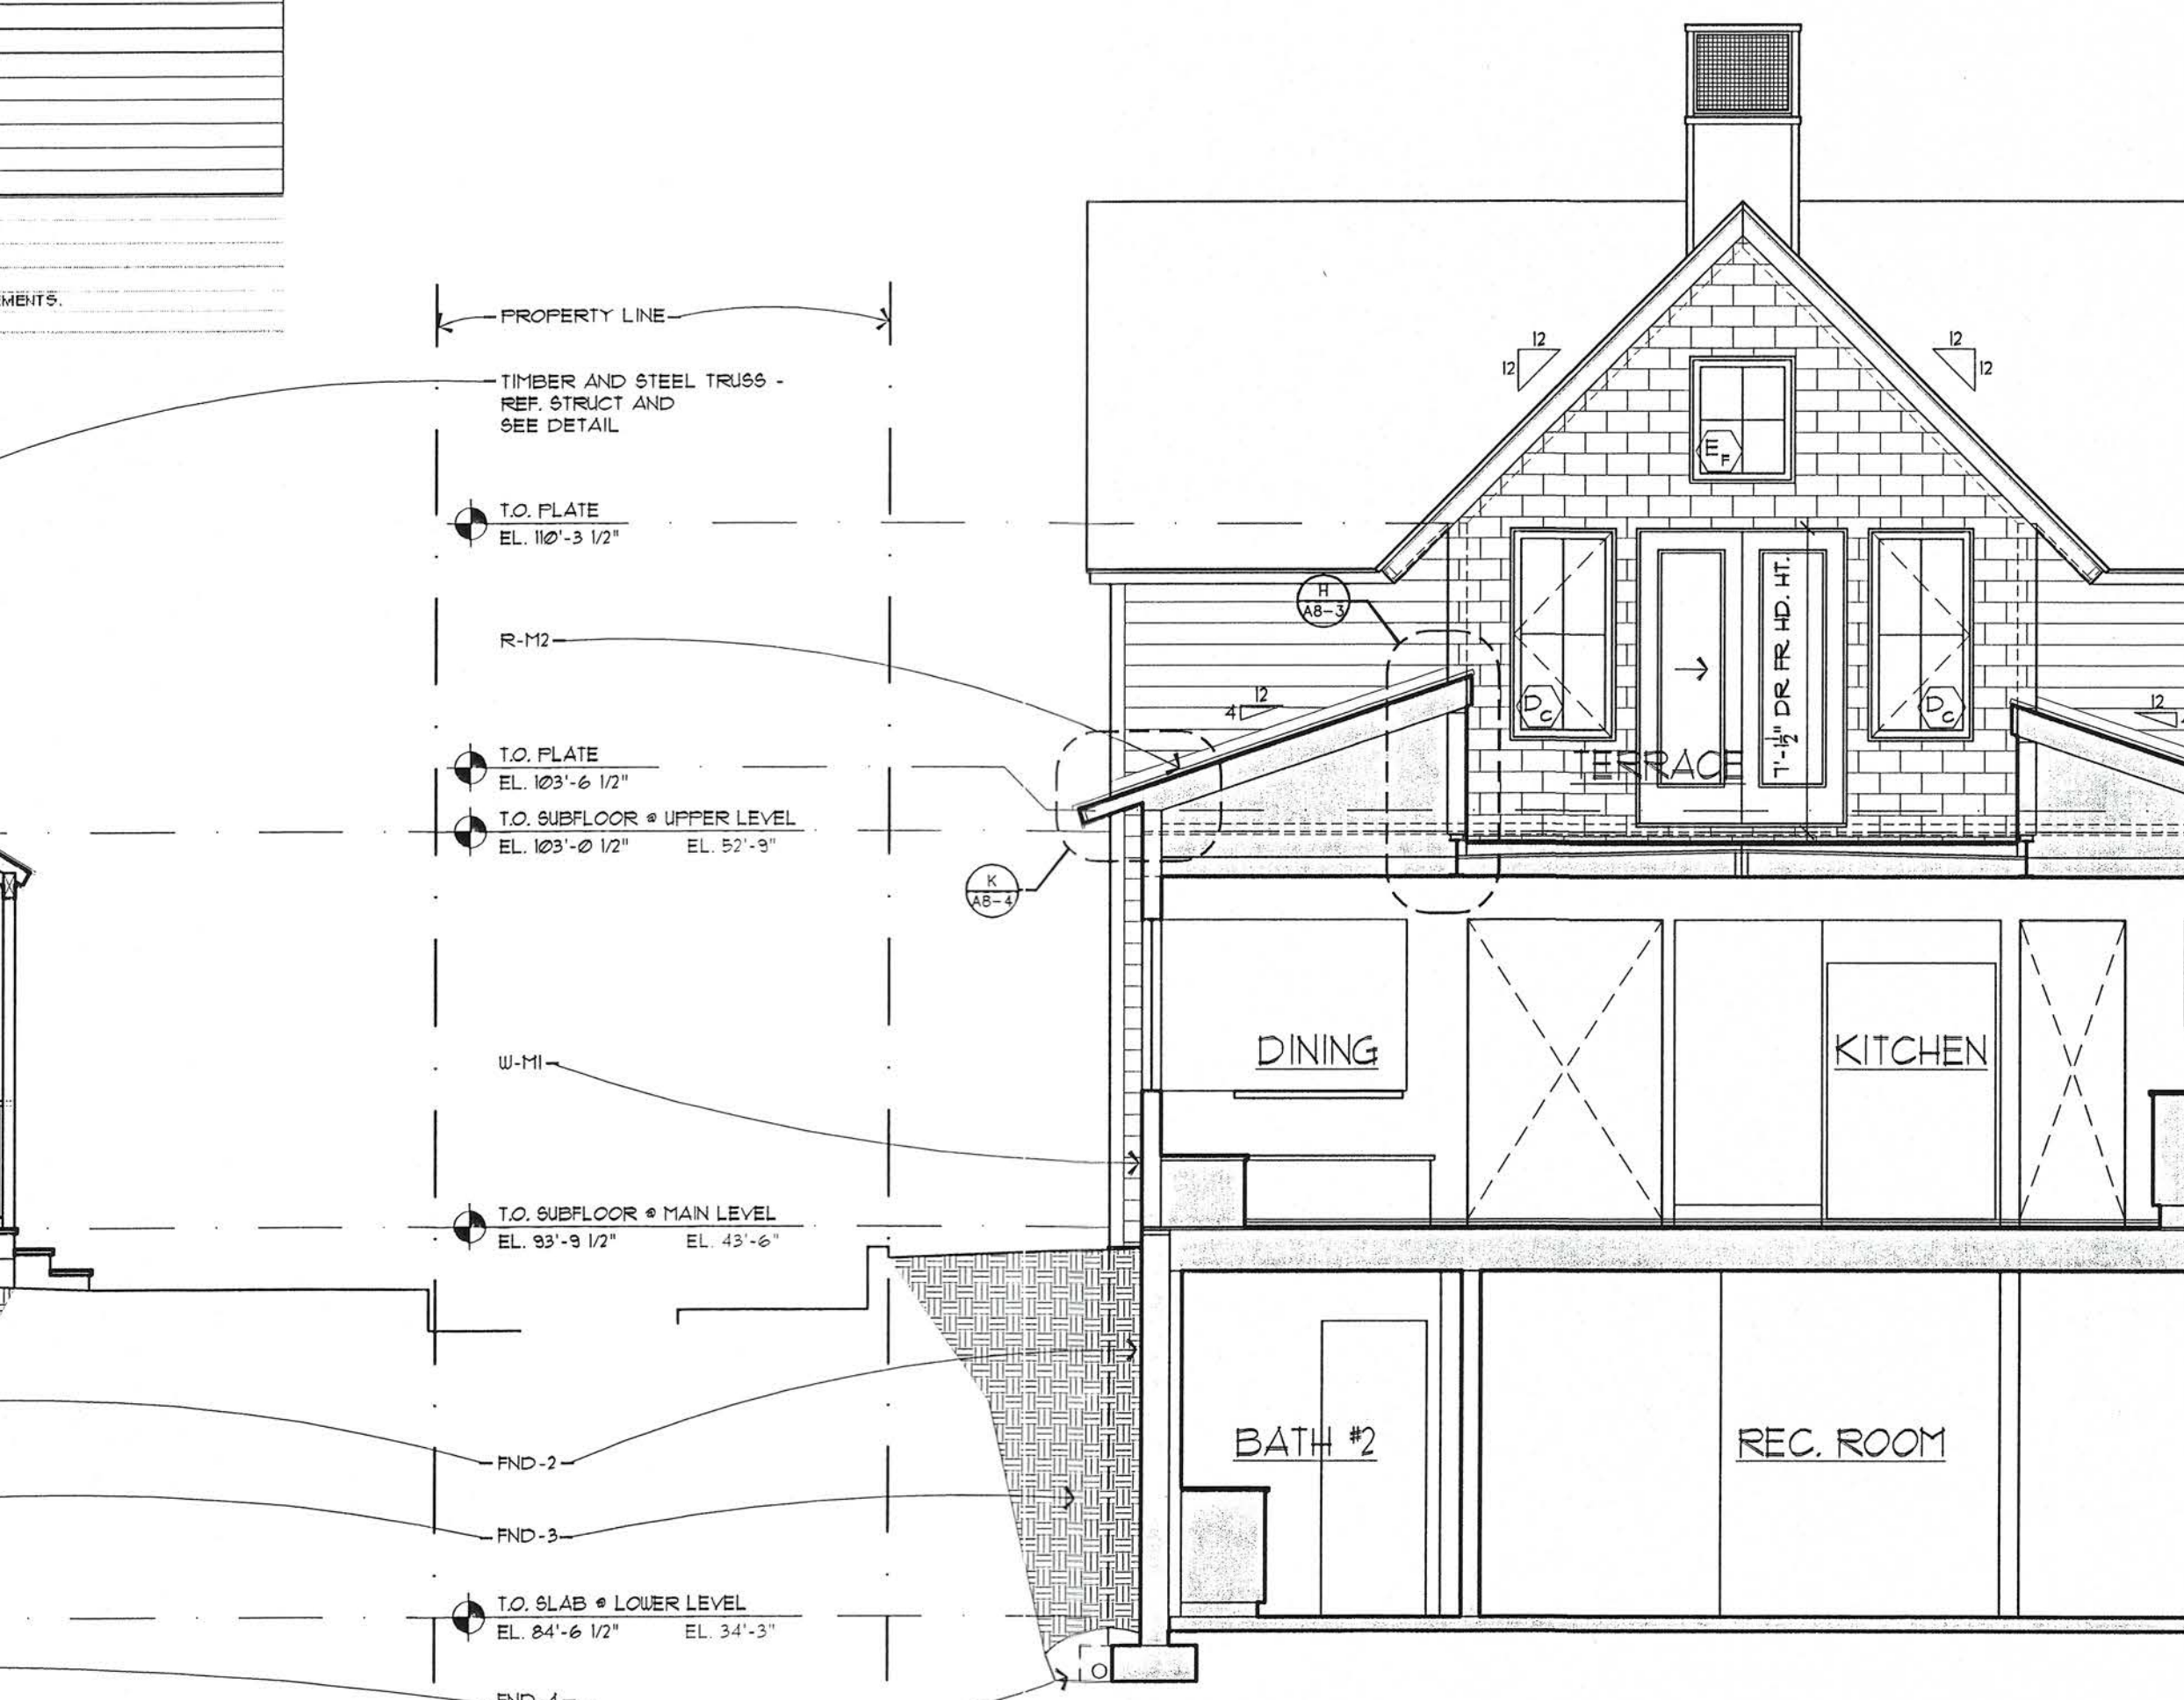 EMENTS.
PROPERTY LINE
TIMBER AND STEEL TRUSS -
REF. STRUCT AND
SEE DETAIL
T.O. PLATE
EL. 110'-3 1/2"
R-M2
T.O. PLATE
EL. 103'-6 1/2"
T.O. SUBFLOOR @ UPPER LEVEL
EL. 103'-0 1/2" EL. 52'-9"
W-M1
T.O. SUBFLOOR @ MAIN LEVEL
EL. 93'-9 1/2" EL. 43'-6"
FND-2
FND-3
T.O. SLAB @ LOWER LEVEL
EL. 84'-6 1/2" EL. 34'-3"
FND-4
12
12
12
12
E F
H
A8-3
12
4
D C
7'-1 1/2" DR FR HD. HT.
D C
12
TERRACE
K
A8-4
DINING
KITCHEN
BATH #2
REC. ROOM